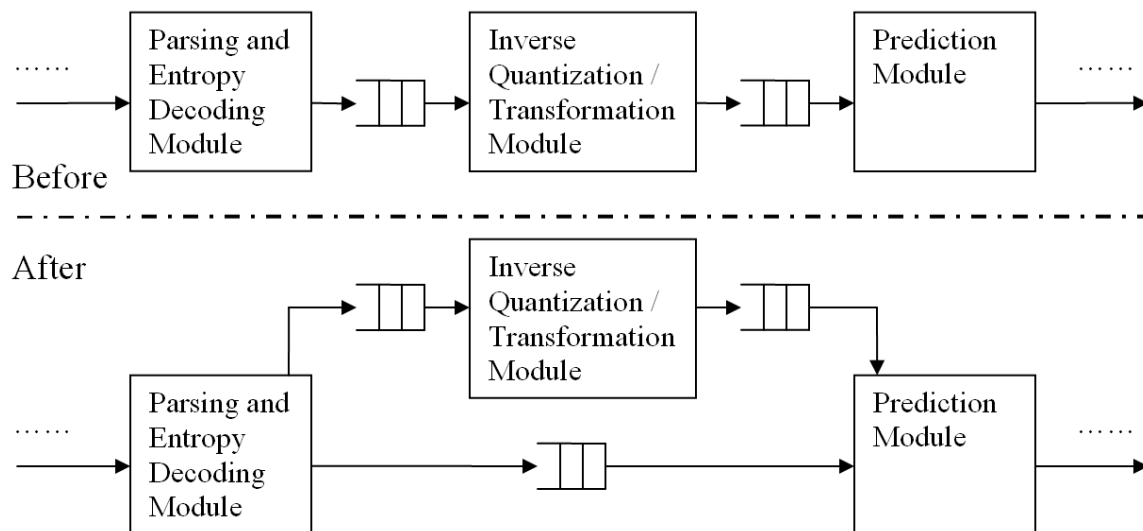 Parsing and
Entropy
Decoding
Module
Inverse
Quantization /
Transformation
Module
Prediction
Module
……
……
Before
After
Inverse
Quantization /
Transformation
Module
Parsing and
Entropy
Decoding
Module
Prediction
Module
……
……